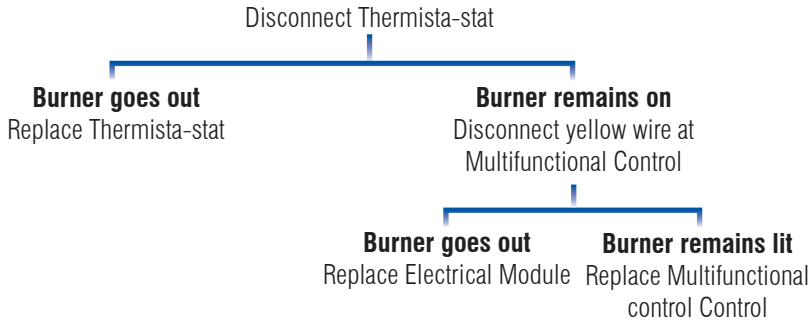 Disconnect Thermista-stat
Burner goes out
Replace Thermista-stat
Burner remains on
Disconnect yellow wire at
Multifunctional Control
Burner goes out
Replace Electrical Module
Burner remains lit
Replace Multifunctional
control Control